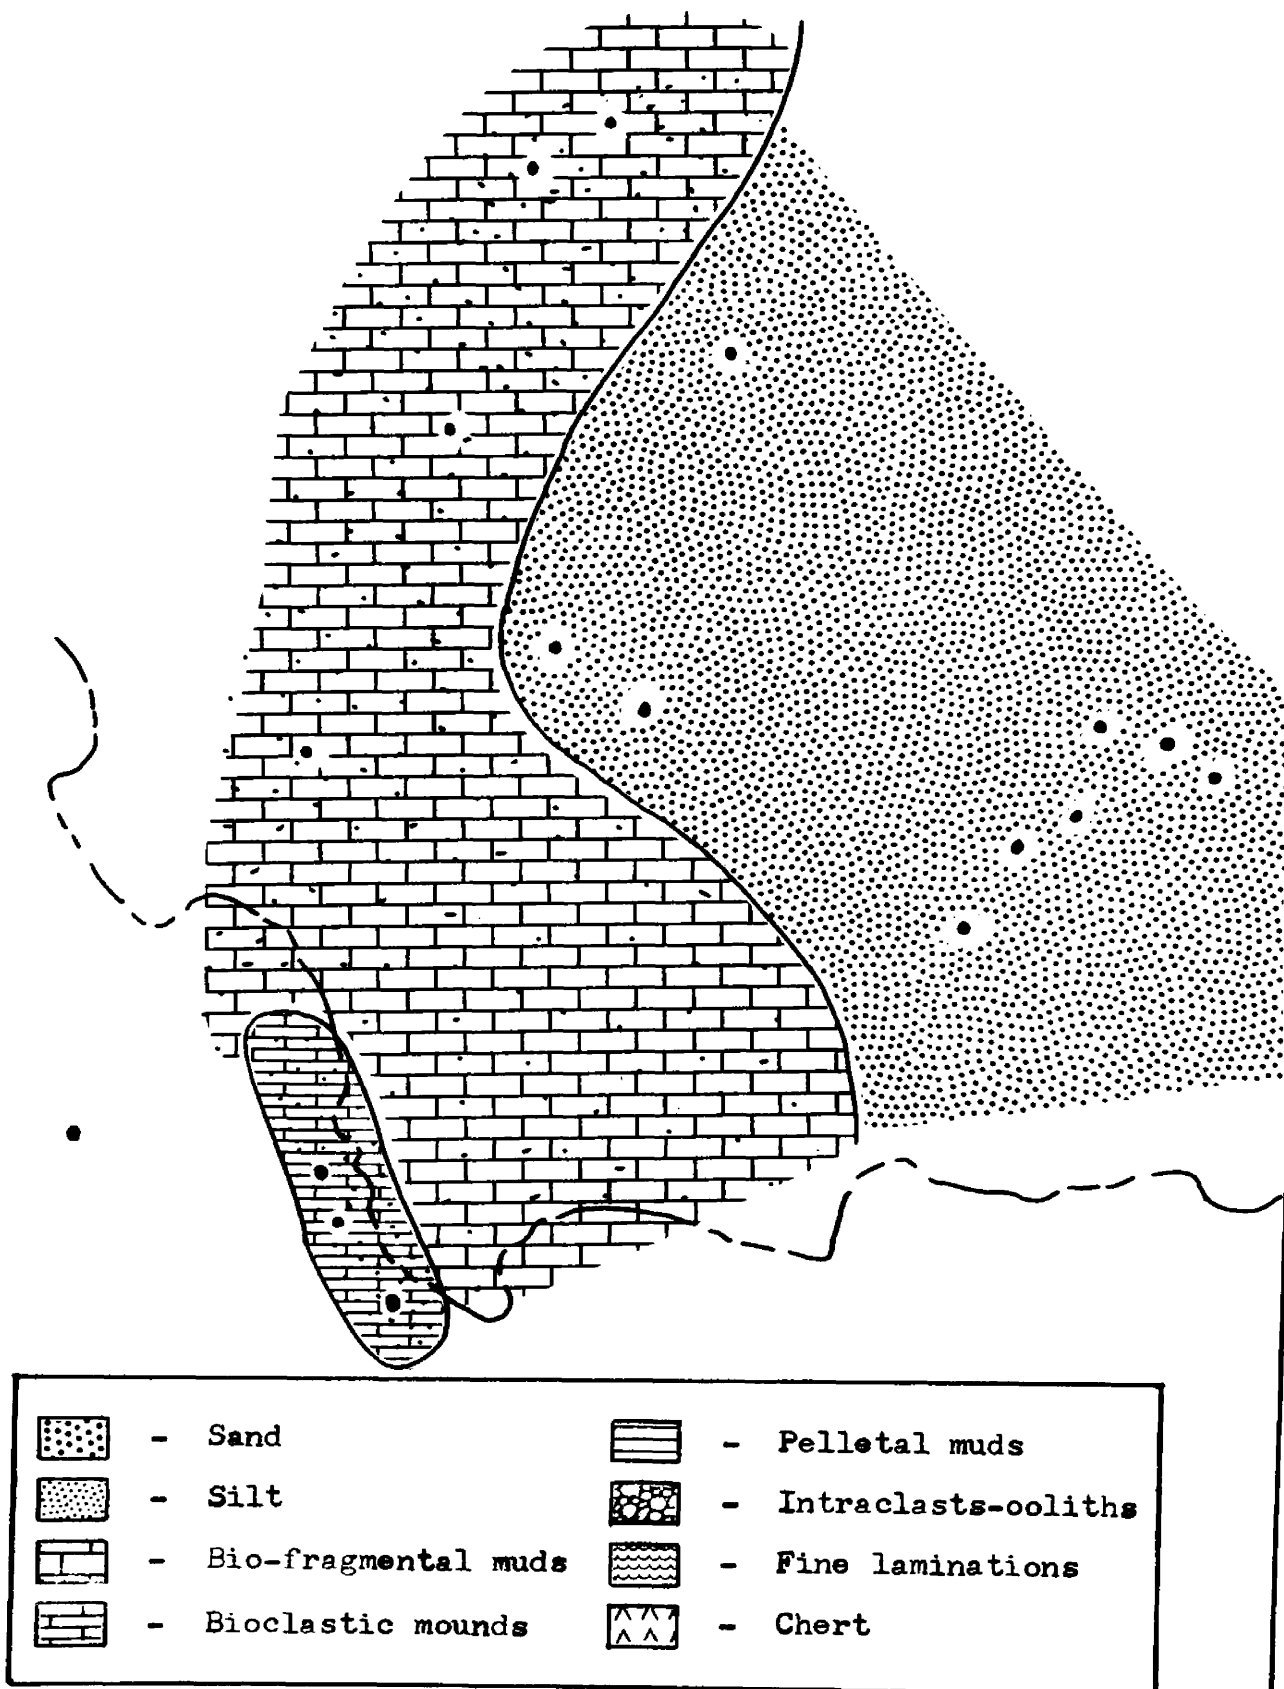 - Sand
- Silt
- Bio-fragmental muds
- Bioclastic mounds
- Pelletal muds
- Intraclasts-ooliths
- Fine laminations
- Chert